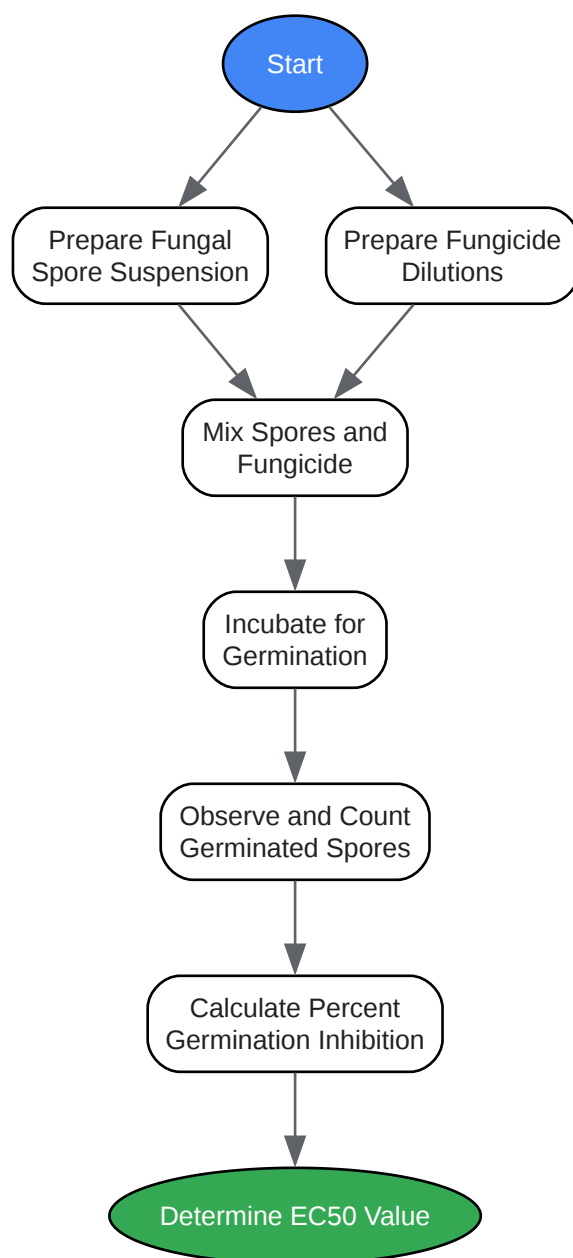 Start
Prepare Fungal
Spore Suspension
Prepare Fungicide
Dilutions
Mix Spores and
Fungicide
Incubate for
Germination
Observe and Count
Germinated Spores
Calculate Percent
Germination Inhibition
Determine EC50 Value